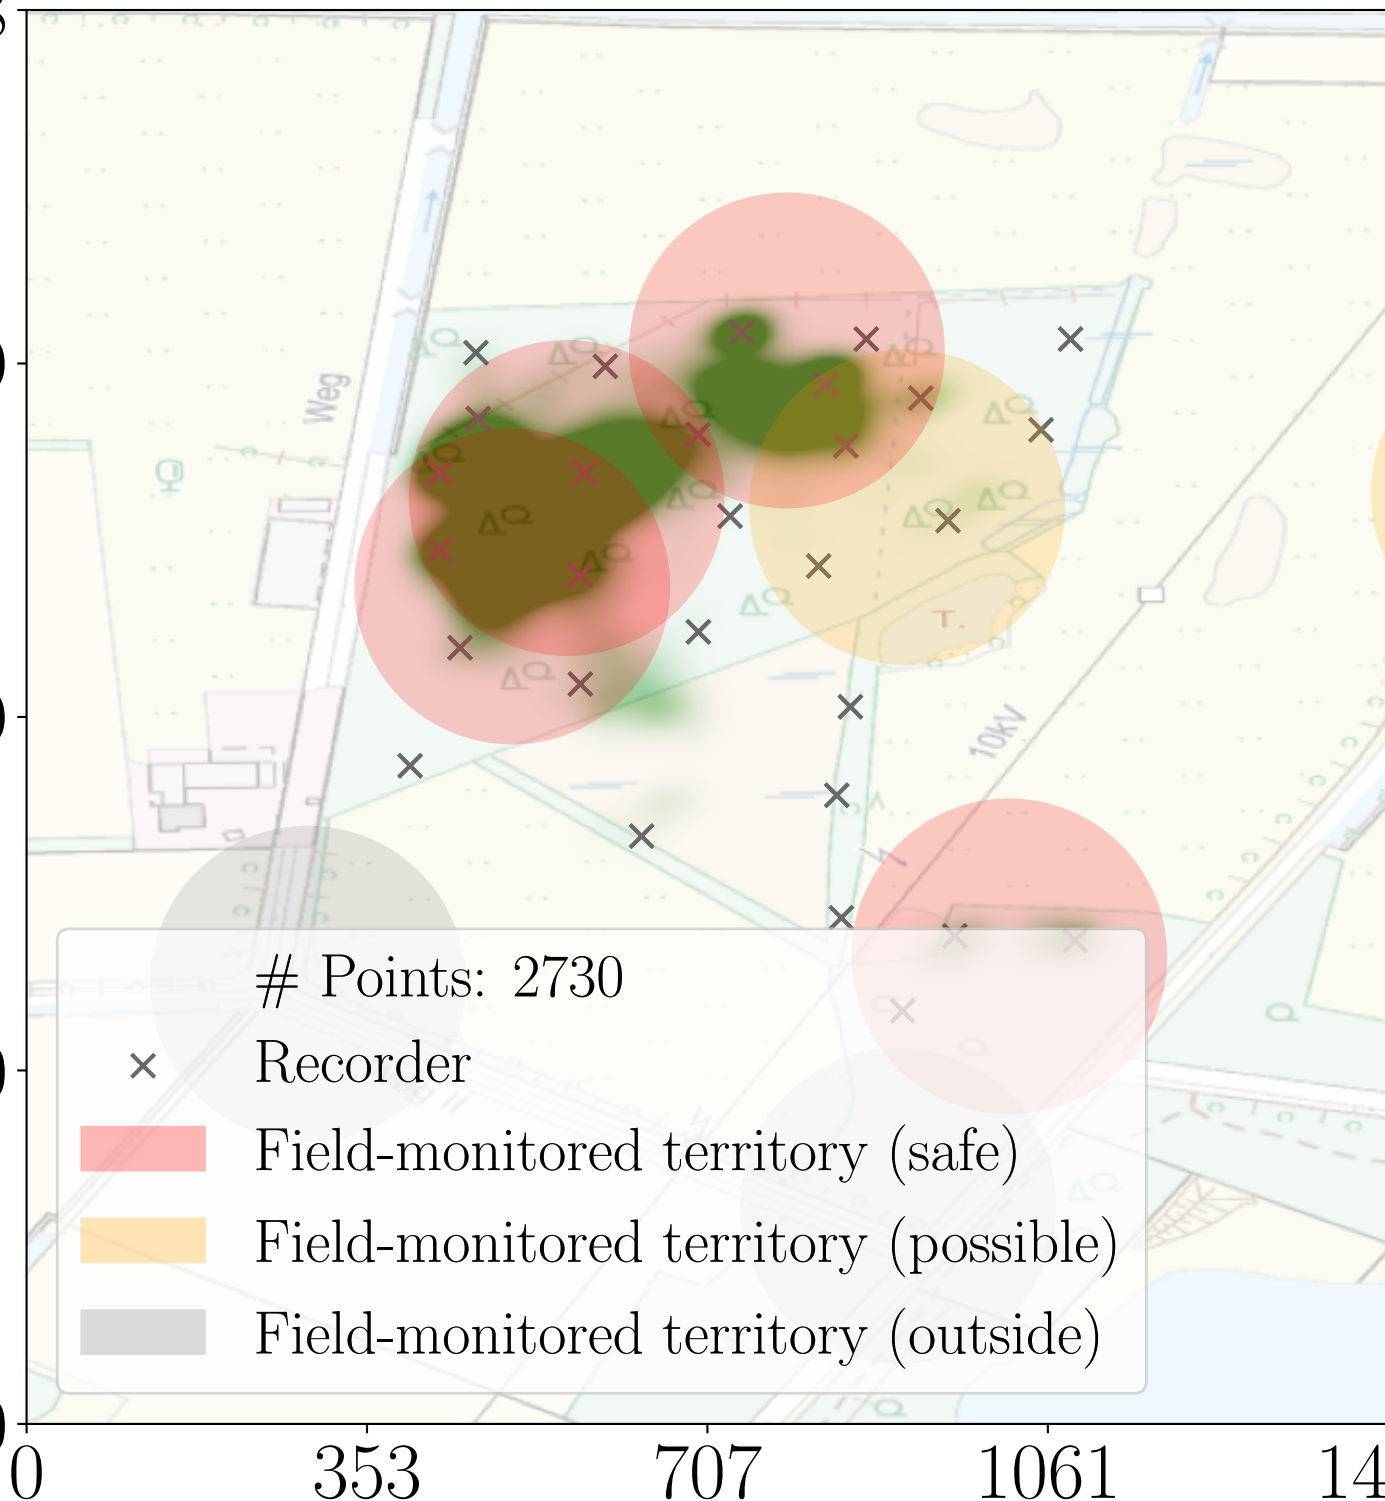 Weg
10kV
T.
# Points: 2730
Recorder
Field-monitored territory (safe)
Field-monitored territory (possible)
Field-monitored territory (outside)
0
353
707
1061